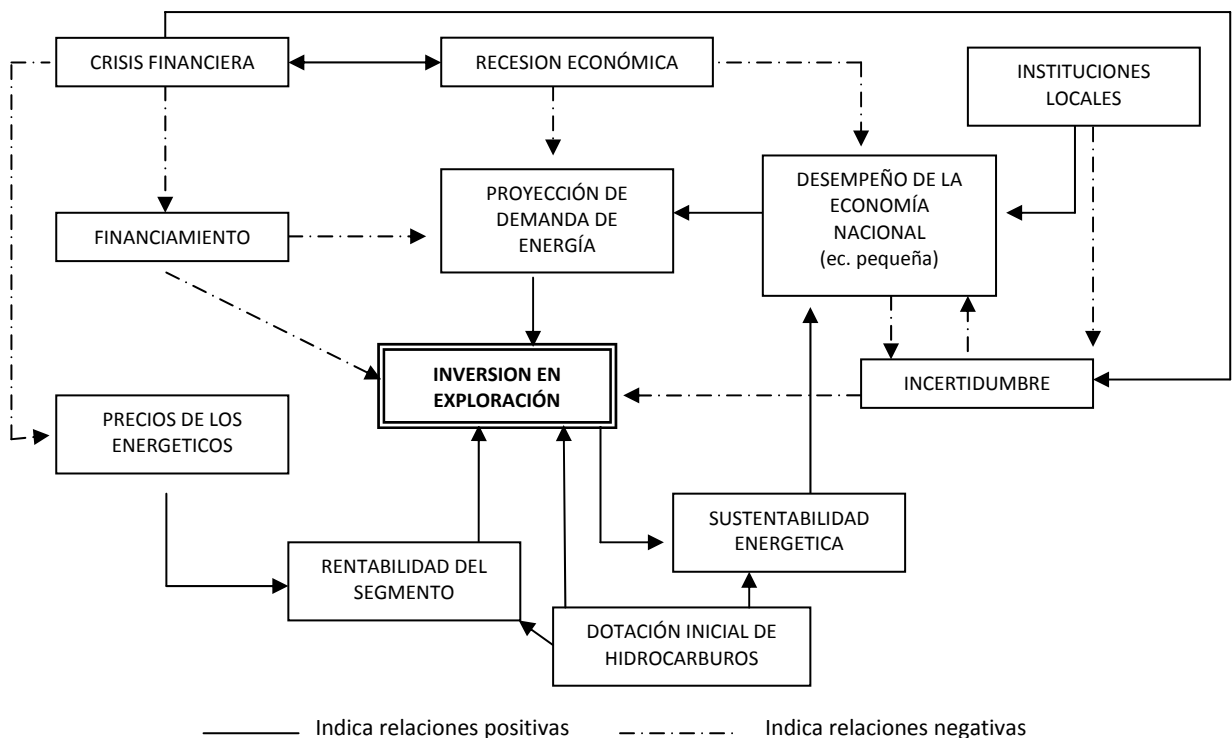 CRISIS FINANCIERA
RECESION ECONÓMICA
INSTITUCIONES
LOCALES
PROYECCIÓN DE
DEMANDA DE
ENERGÍA
DESEMPEÑO DE LA
ECONOMÍA
NACIONAL
(ec. pequeña)
FINANCIAMIENTO
INVERSION EN
EXPLORACIÓN
INCERTIDUMBRE
PRECIOS DE LOS
ENERGETICOS
SUSTENTABILIDAD
ENERGETICA
RENTABILIDAD DEL
SEGMENTO
DOTACIÓN INICIAL DE
HIDROCARBUROS
Indica relaciones positivas
Indica relaciones negativas